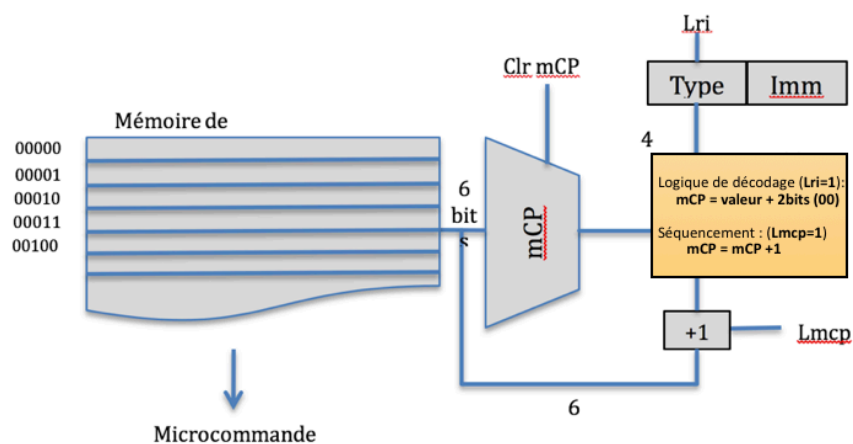 Lri
Clr mCP
Type
Imm
Mémoire de
4
00000
00001
00010
00011
00100
6
bit
s
mCP
Logique de décodage (Lri=1):
mCP = valeur + 2bits (00)
Séquencement : (Lmcp=1)
mCP = mCP +1
+1
Lmcp
6
Microcommande